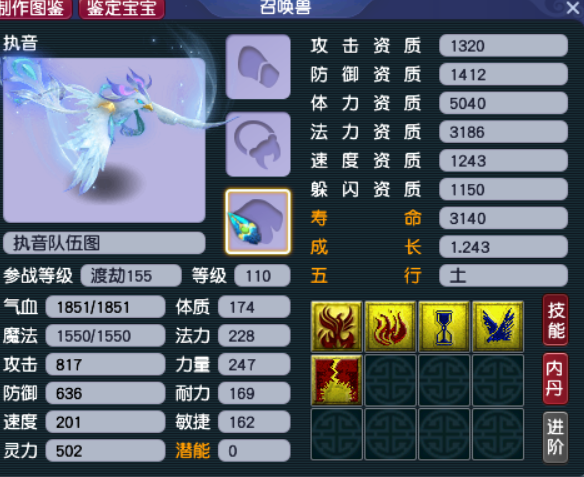 制作图鉴 鉴定宝宝 召唤兽
执音
攻击资质 1320
防御资质 1412
体力资质 5040
法力资质 3186
速度资质 1243
躲闪资质 1150
寿命 3140
成长 1.243
五行 土
执音队伍图
参战等级 渡劫155 等级 110
气血 1851/1851 体质 174
魔法 1550/1550 法力 228
攻击 817 力量 247
防御 636 耐力 169
速度 201 敏捷 162
灵力 502 潜能 0
技能
内丹
进阶